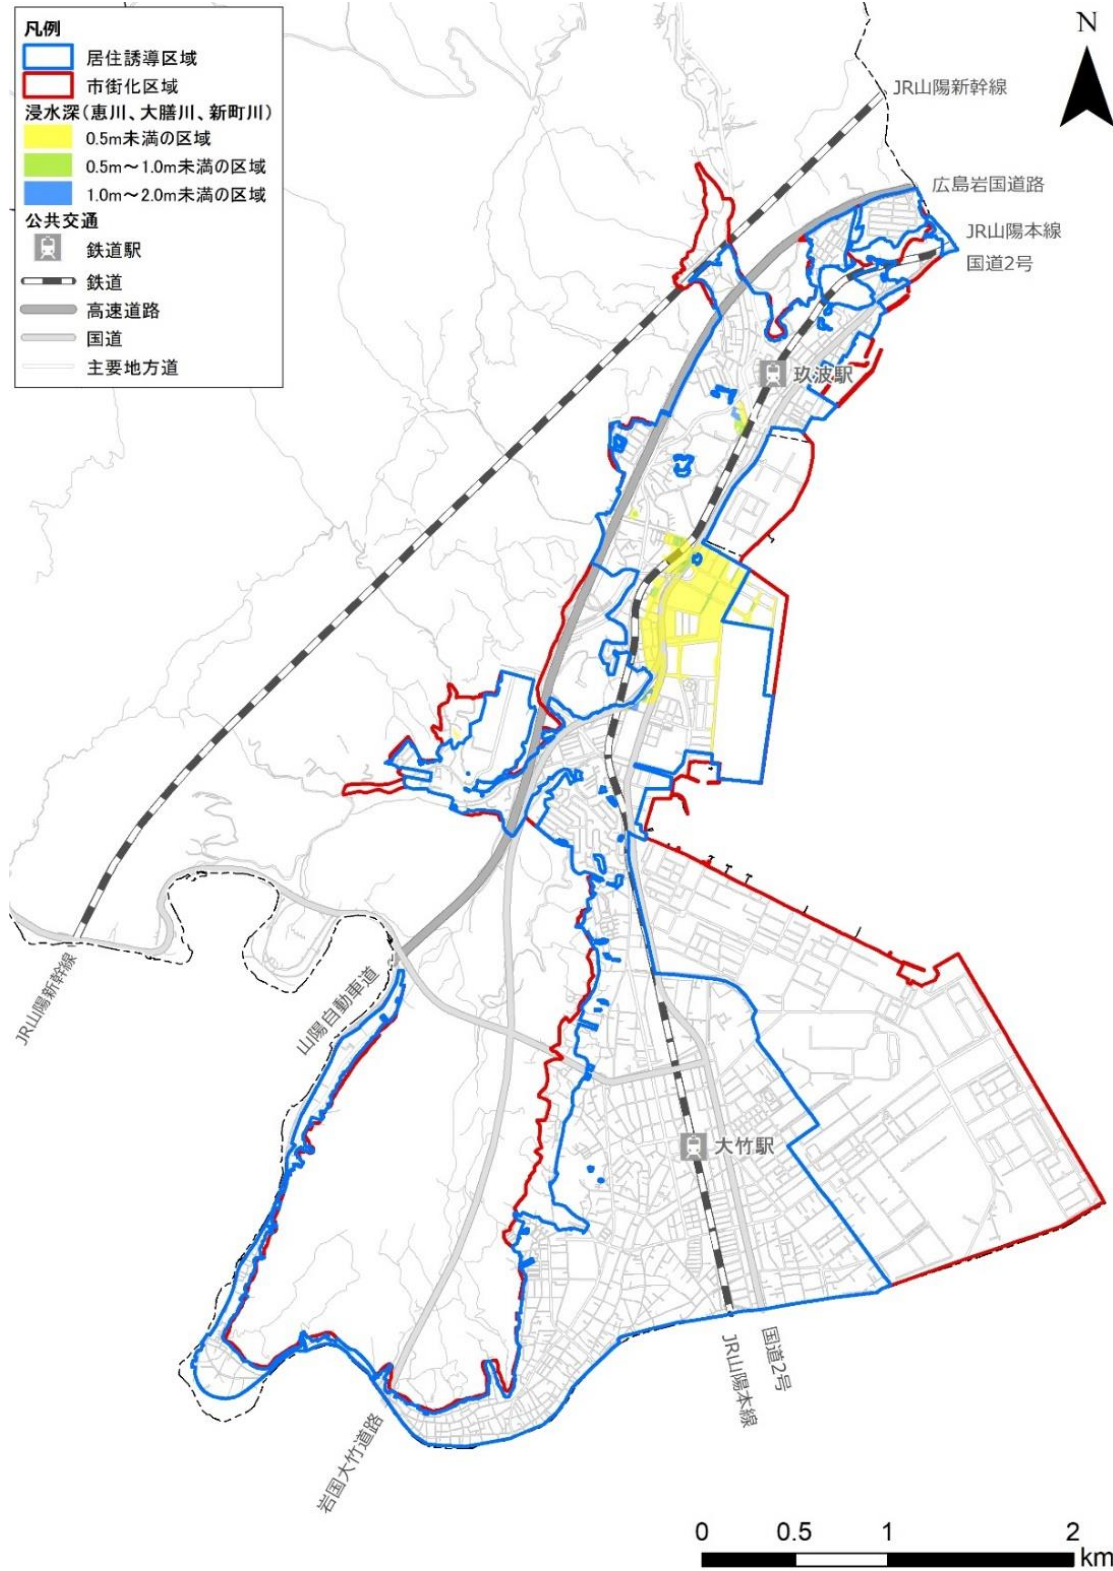 凡例
居住誘導区域
市街化区域
浸水深(恵川、大膳川、新町川)
0.5m未満の区域
0.5m～1.0m未満の区域
1.0m～2.0m未満の区域
公共交通
鉄道駅
鉄道
高速道路
国道
主要地方道
N
JR山陽新幹線
広島岩国道路
JR山陽本線
国道2号
玖波駅
JR山陽新幹線
山陽自動車道
大竹駅
岩国大竹道路
JR山陽本線
国道2号
0 0.5 1 2
km